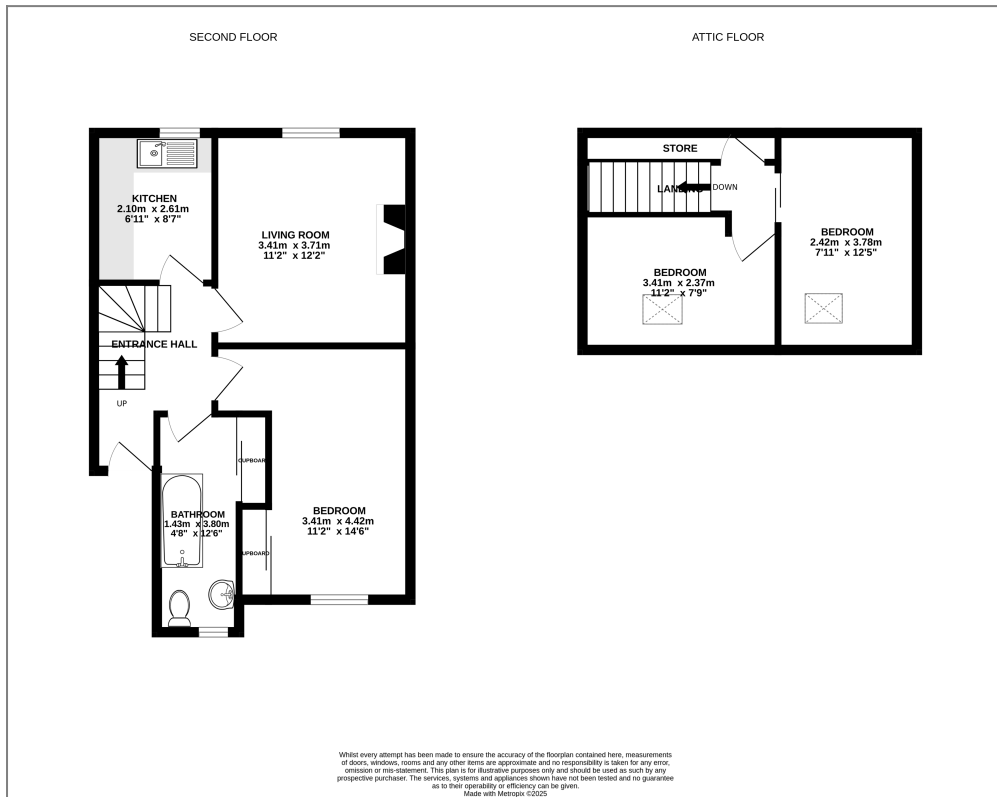 SECOND FLOOR
ATTIC FLOOR
KITCHEN
2.10m x 2.61m
6'11" x 8'7"
LIVING ROOM
3.41m x 3.71m
11'2" x 12'2"
ENTRANCE HALL
UP
CUPBOARD
BATHROOM
1.43m x 3.80m
4'8" x 12'6"
CUPBOARD
BEDROOM
3.41m x 4.42m
11'2" x 14'6"
STORE
LANDING
DOWN
BEDROOM
2.42m x 3.78m
7'11" x 12'5"
BEDROOM
3.41m x 2.37m
11'2" x 7'9"
Whilst every attempt has been made to ensure the accuracy of the floorplan contained here, measurements
of doors, windows, rooms and any other items are approximate and no responsibility is taken for any error,
omission or mis-statement. This plan is for illustrative purposes only and should be used as such by any
prospective purchaser. The services, systems and appliances shown have not been tested and no guarantee
as to their operability or efficiency can be given.
Made with Metropix ©2025